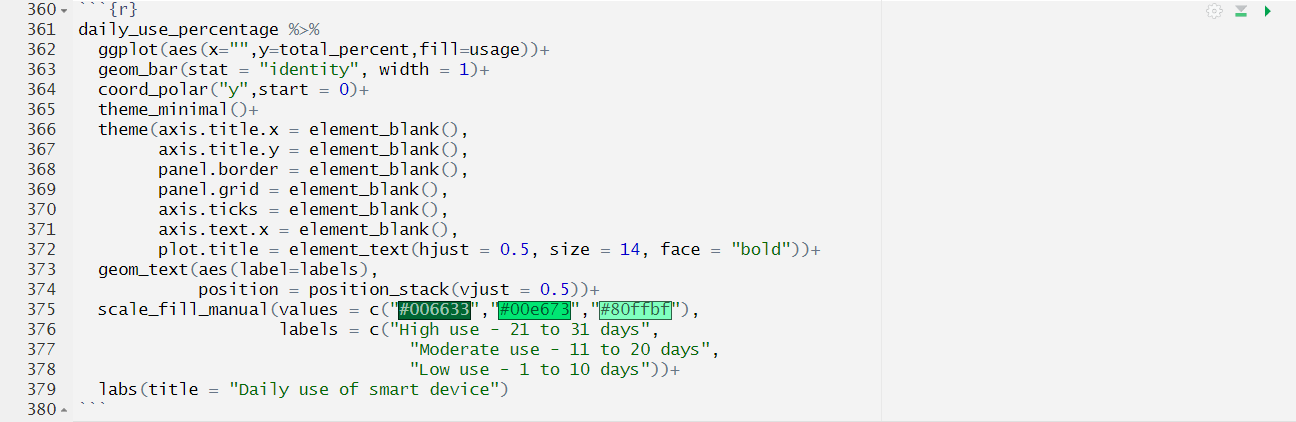 360 ```{r}
361 daily_use_percentage %>%
362   ggplot(aes(x="",y=total_percent,fill=usage))+
363   geom_bar(stat = "identity", width = 1)+
364   coord_polar("y",start = 0)+
365   theme_minimal()+
366   theme(axis.title.x = element_blank(),
367         axis.title.y = element_blank(),
368         panel.border = element_blank(),
369         panel.grid = element_blank(),
370         axis.ticks = element_blank(),
371         axis.text.x = element_blank(),
372         plot.title = element_text(hjust = 0.5, size = 14, face = "bold"))+
373   geom_text(aes(label=labels),
374             position = position_stack(vjust = 0.5))+
375   scale_fill_manual(values = c("#006633","#00e673","#80ffbf"),
376                     labels = c("High use - 21 to 31 days",
377                                  "Moderate use - 11 to 20 days",
378                                  "Low use - 1 to 10 days"))+
379   labs(title = "Daily use of smart device")
380 ```